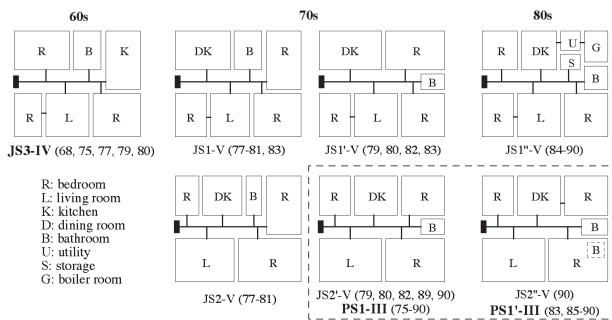 60s 70s 80s
R B K
R L R
JS3-IV (68, 75, 77, 79, 80)
DK B R
R L R
JS1-V (77-81, 83)
DK R
B
R L R
JS1'-V (79, 80, 82, 83)
R DK U G
S
B
R L R
JS1"-V (84-90)
R: bedroom
L: living room
K: kitchen
D: dining room
B: bathroom
U: utility
S: storage
G: boiler room
R DK B R
L R
JS2-V (77-81)
R DK R
B
L R
JS2'-V (79, 80, 82, 89, 90)
PS1-III (75-90)
R DK R
B
B
L R
JS2"-V (90)
PS1'-III (83, 85-90)